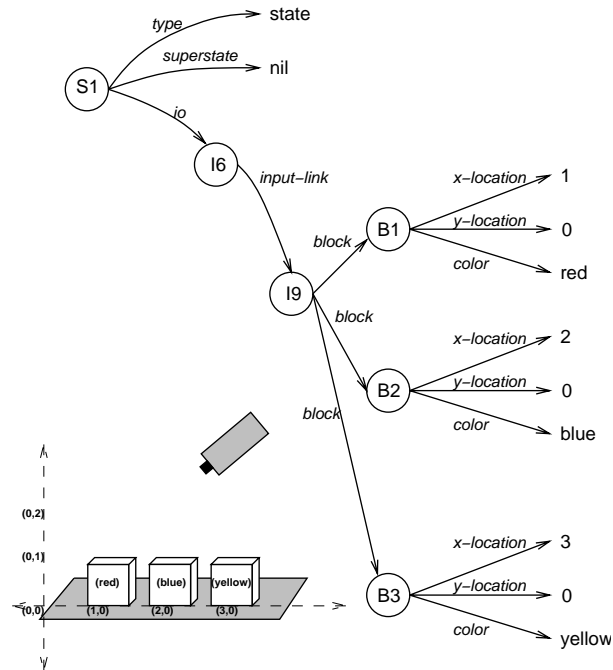 type
state
superstate
nil
S1
io
I6
input-link
x-location
1
B1
y-location
0
block
color
red
I9
block
x-location
2
B2
y-location
0
block
color
blue
x-location
3
B3
y-location
0
color
yellow
(0,2)
(0,1)
(red)
(blue)
(yellow)
(0,0)
(1,0)
(2,0)
(3,0)